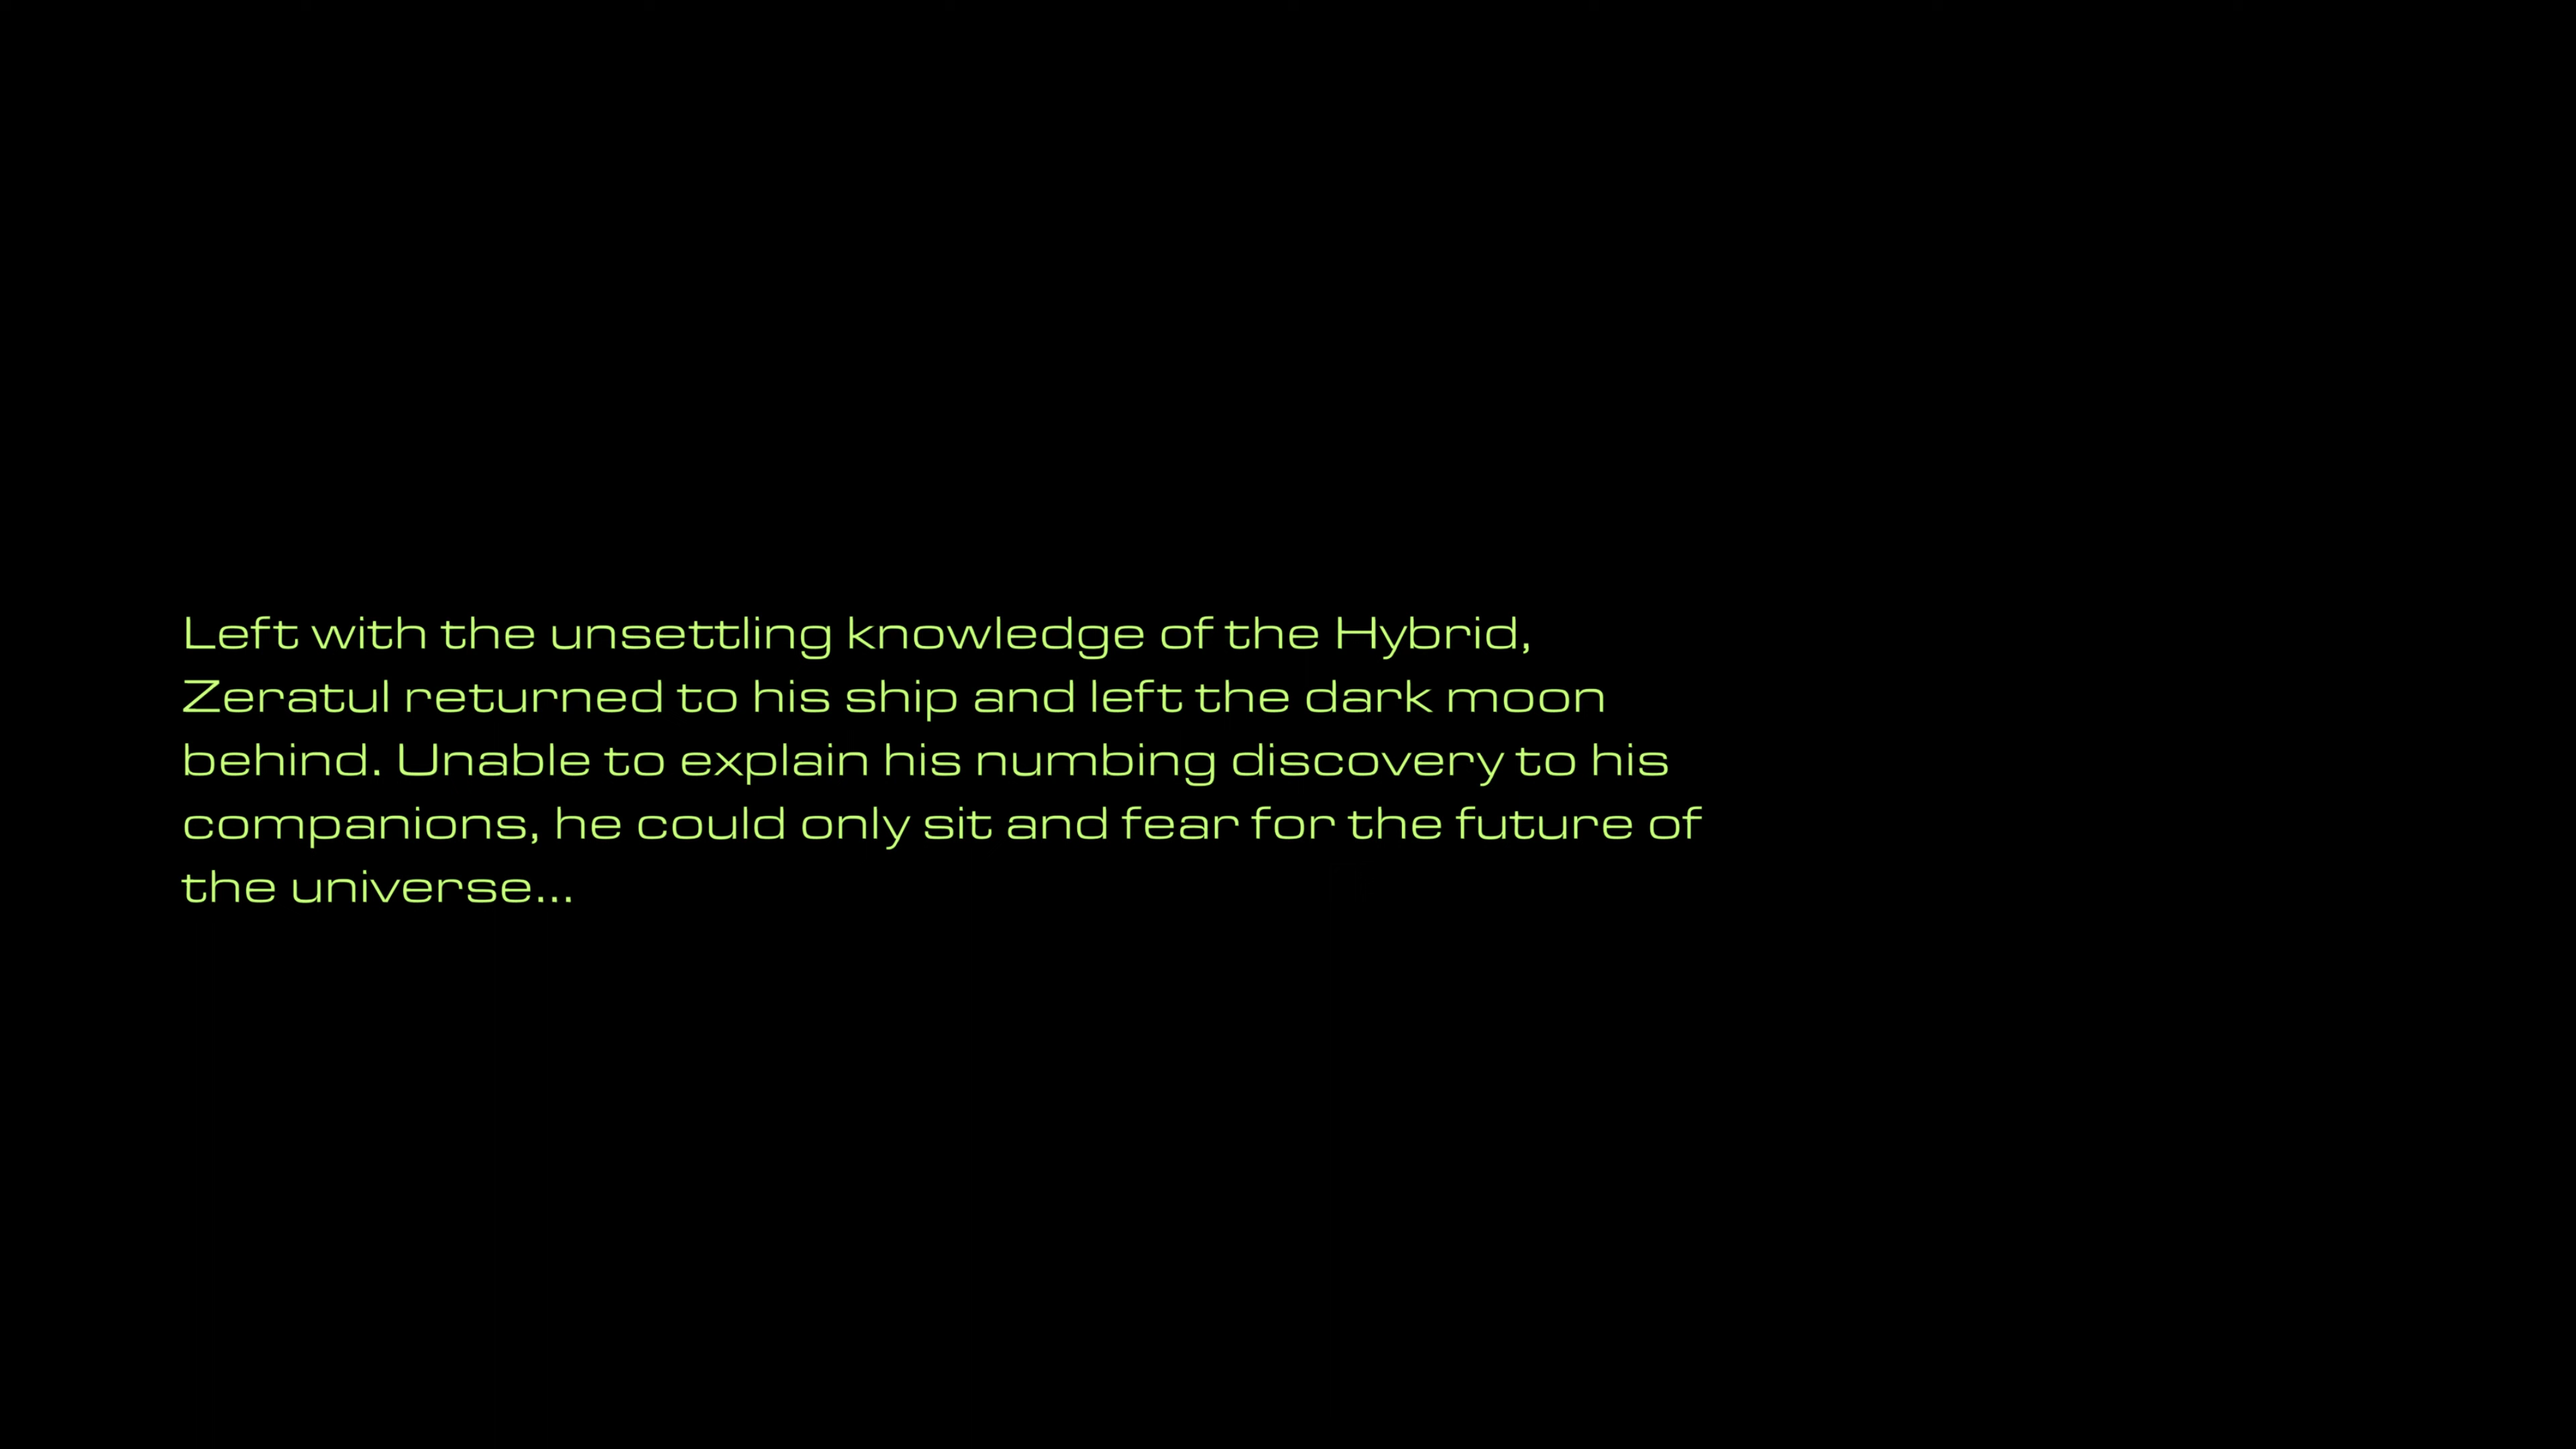 Left with the unsettling knowledge of the Hybrid,
Zeratul returned to his ship and left the dark moon
behind. Unable to explain his numbing discovery to his
companions, he could only sit and fear for the future of
the universe...